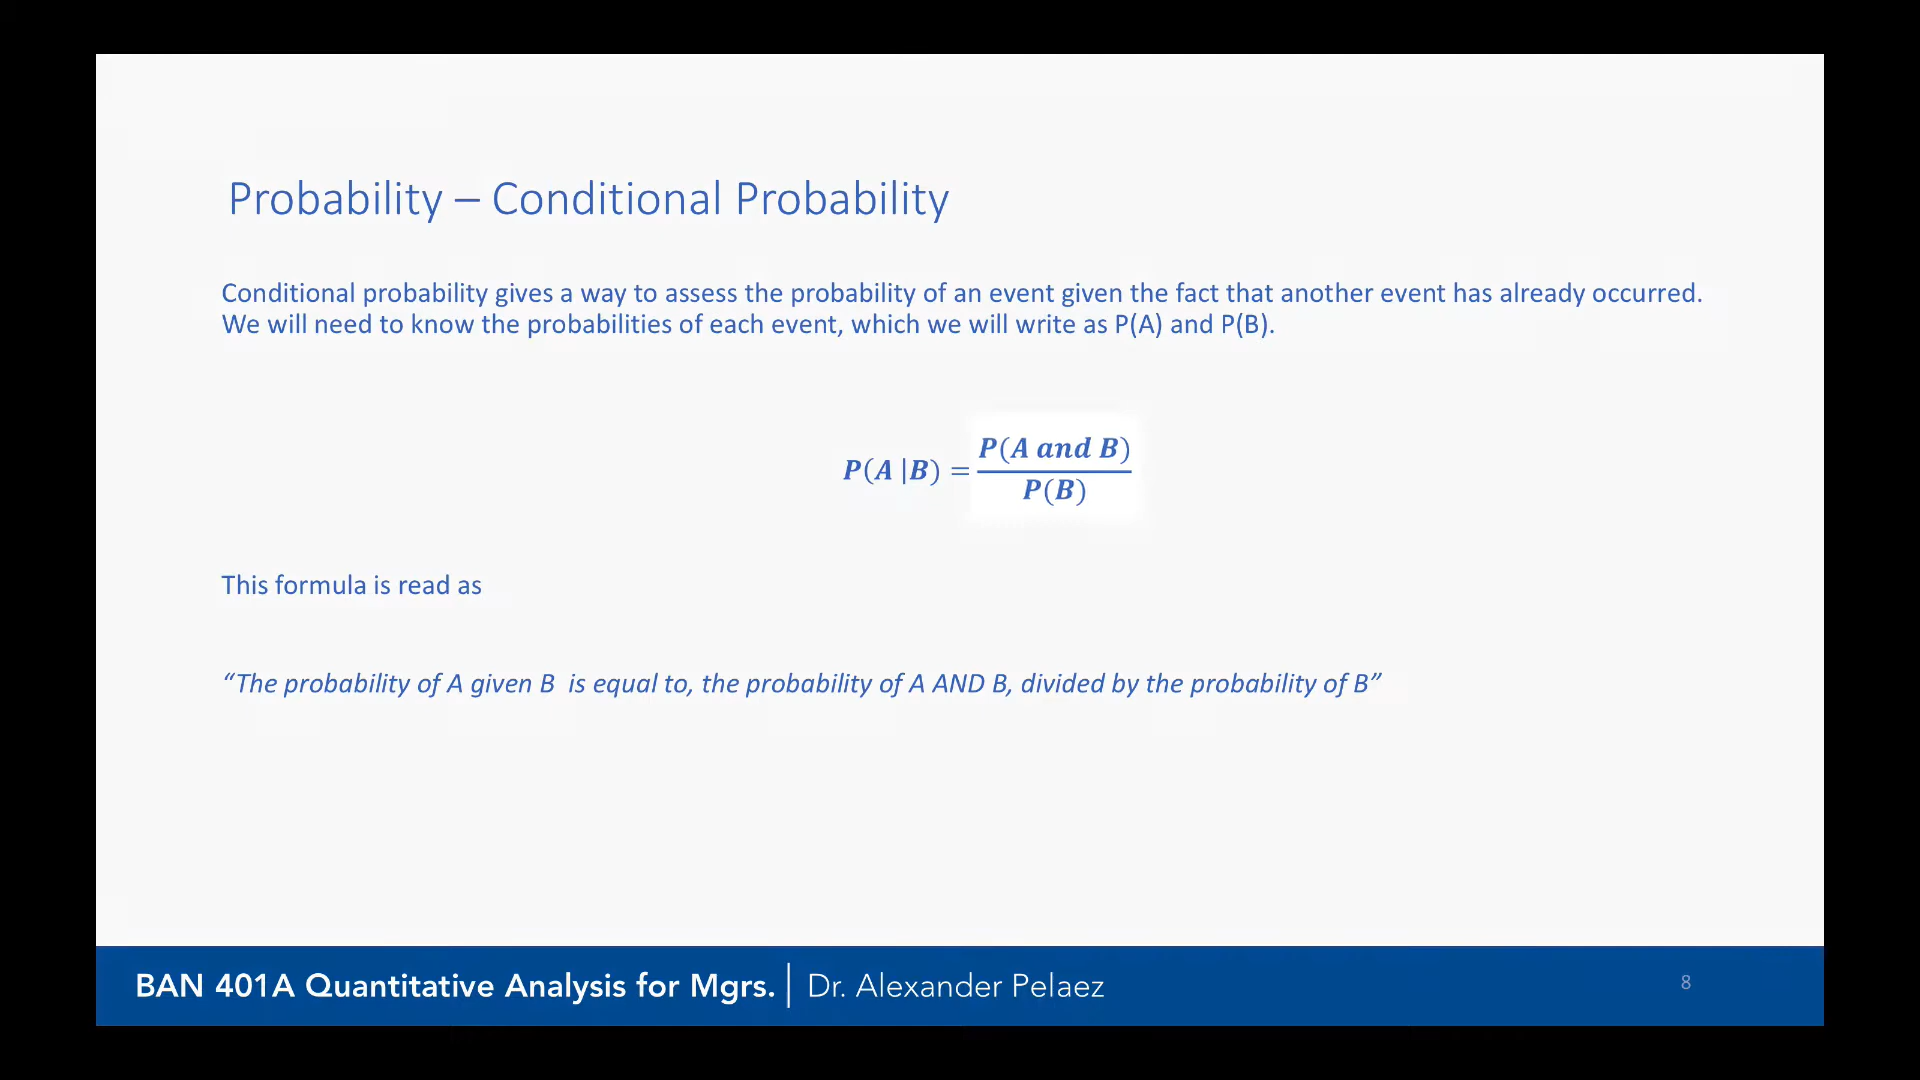 Probability – Conditional Probability
Conditional probability gives a way to assess the probability of an event given the fact that another event has already occurred.
We will need to know the probabilities of each event, which we will write as P(A) and P(B).
P(A |B) = P(A and B) / P(B)
This formula is read as
“The probability of A given B  is equal to, the probability of A AND B, divided by the probability of B”
BAN 401A Quantitative Analysis for Mgrs. | Dr. Alexander Pelaez
8